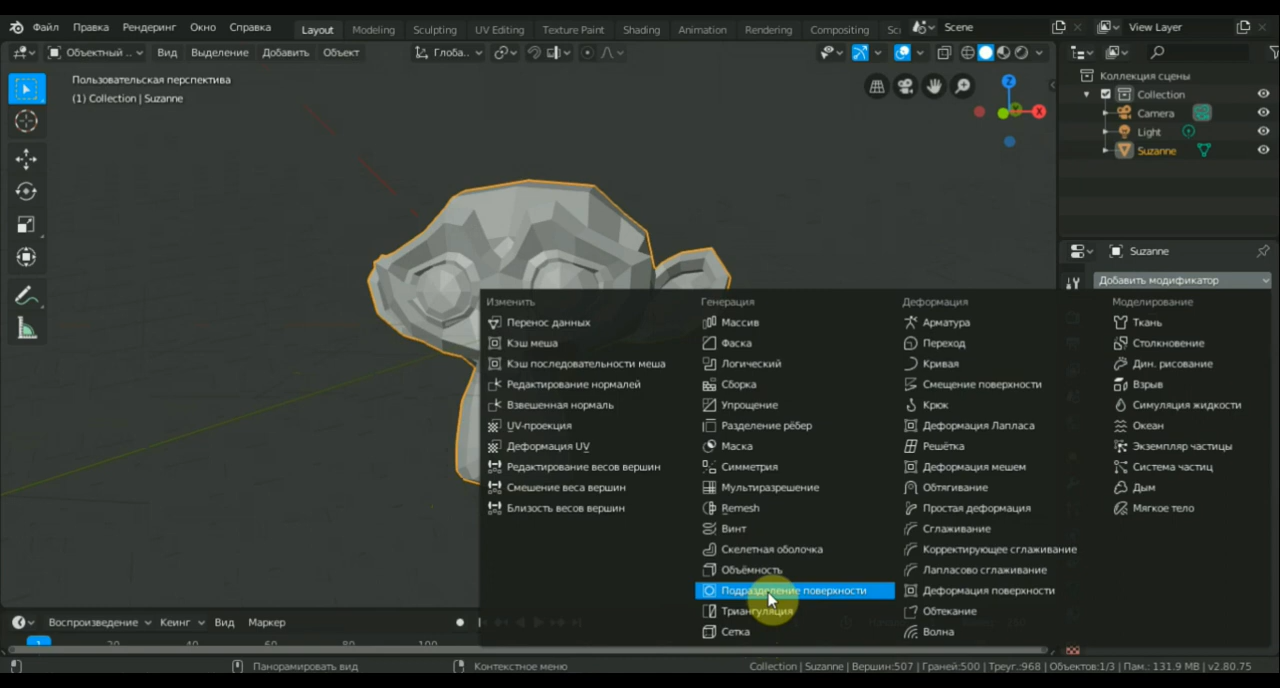 Файл Правка Рендеринг Окно Справка Layout Modeling Sculpting UV Editing Texture Paint Shading Animation Rendering Compositing Sc Scene View Layer
Объектный .. Вид Выделение Добавить Объект Глоба..
Пользовательская перспектива
(1) Collection | Suzanne
Z
X
Коллекция сцены
Collection
Camera
Light
Suzanne
Suzanne
Добавить модификатор
Изменить
Перенос данных
Кэш меша
Кэш последовательности меша
Редактирование нормалей
Взвешенная нормаль
UV-проекция
Деформация UV
Редактирование весов вершин
Смешение веса вершин
Близость весов вершин
Генерация
Массив
Фаска
Логический
Сборка
Упрощение
Разделение рёбер
Маска
Симметрия
Мультиразрешение
Remesh
Винт
Скелетная оболочка
Объёмность
Подразделение поверхности
Триангуляция
Сетка
Деформация
Арматура
Переход
Кривая
Смещение поверхности
Крюк
Деформация Лапласа
Решётка
Деформация мешем
Обтягивание
Простая деформация
Сглаживание
Корректирующее сглаживание
Лапласово сглаживание
Деформация поверхности
Обтекание
Волна
Моделирование
Ткань
Столкновение
Дин. рисование
Взрыв
Симуляция жидкости
Океан
Экземпляр частицы
Система частиц
Дым
Мягкое тело
Воспроизведение Кеинг Вид Маркер
1 20 40 60 80 100
Панорамировать вид Контекстное меню Collection | Suzanne | Вершин:507 | Граней:500 | Треуг.:968 | Объектов:1/3 | Пам.: 131.9 MB | v2.80.75